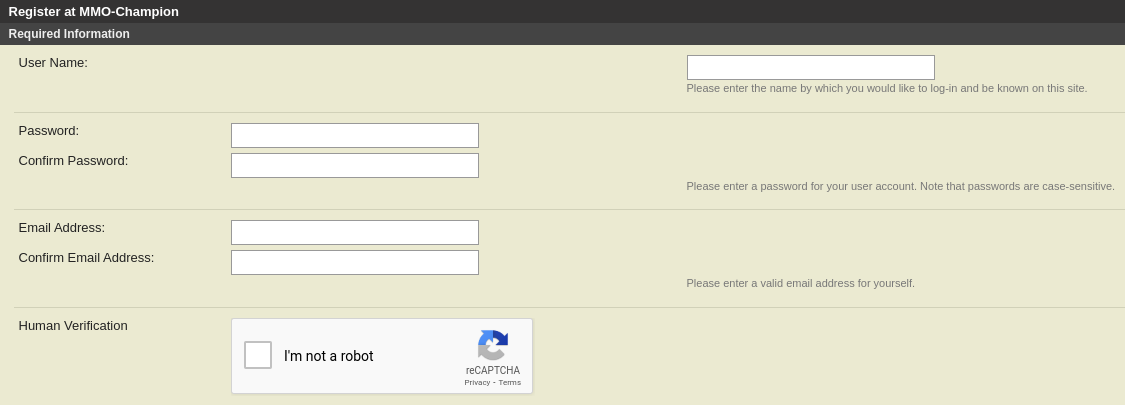 Register at MMO-Champion
Required Information
User Name:
Please enter the name by which you would like to log-in and be known on this site.
Password:
Confirm Password:
Please enter a password for your user account. Note that passwords are case-sensitive.
Email Address:
Confirm Email Address:
Please enter a valid email address for yourself.
Human Verification
I'm not a robot
reCAPTCHA
Privacy - Terms